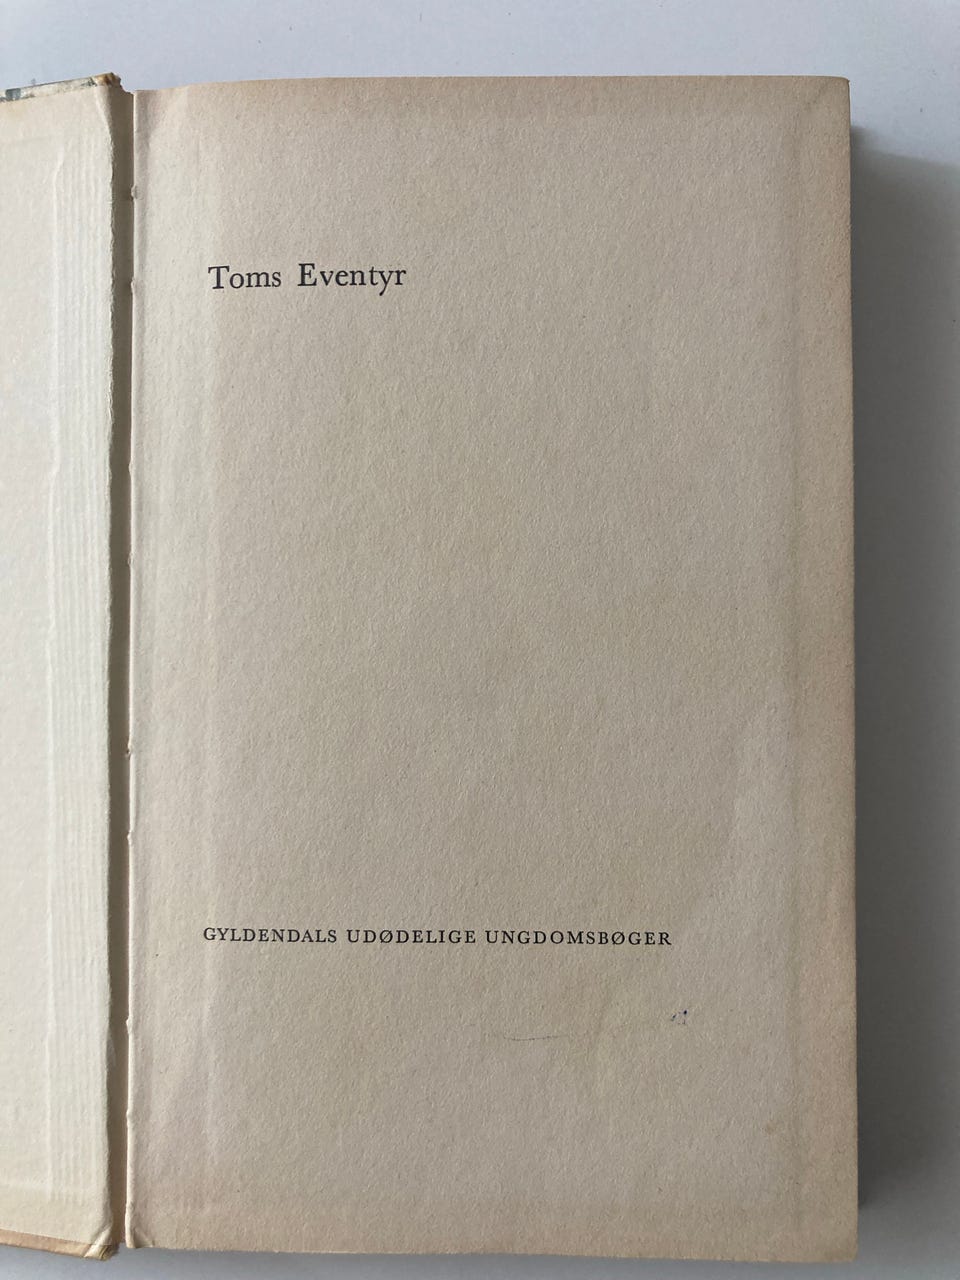 Toms Eventyr
GYLDENDALS UDØDELIGE UNGDOMSBØGER